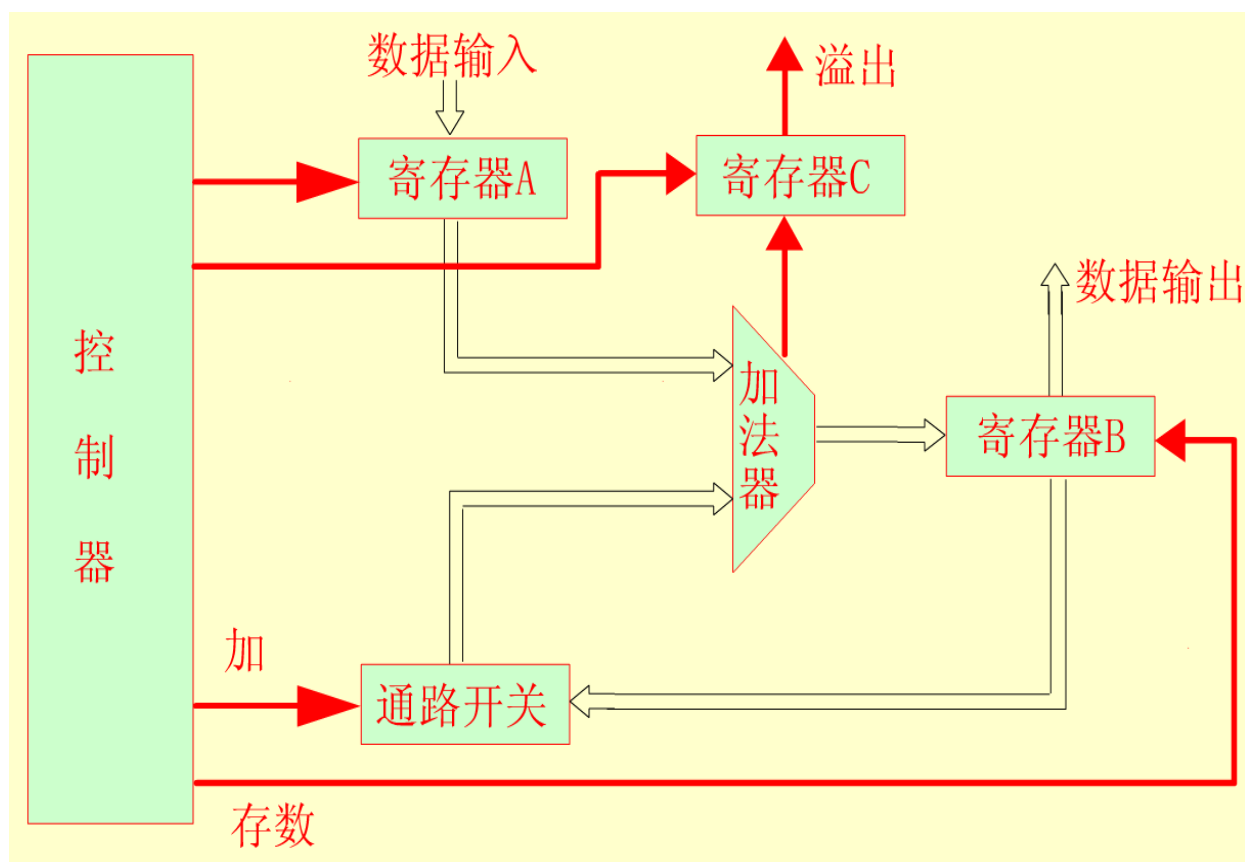 数据输入
溢出
寄存器A
寄存器C
数据输出
控制器
加法器
寄存器B
加
通路开关
存数